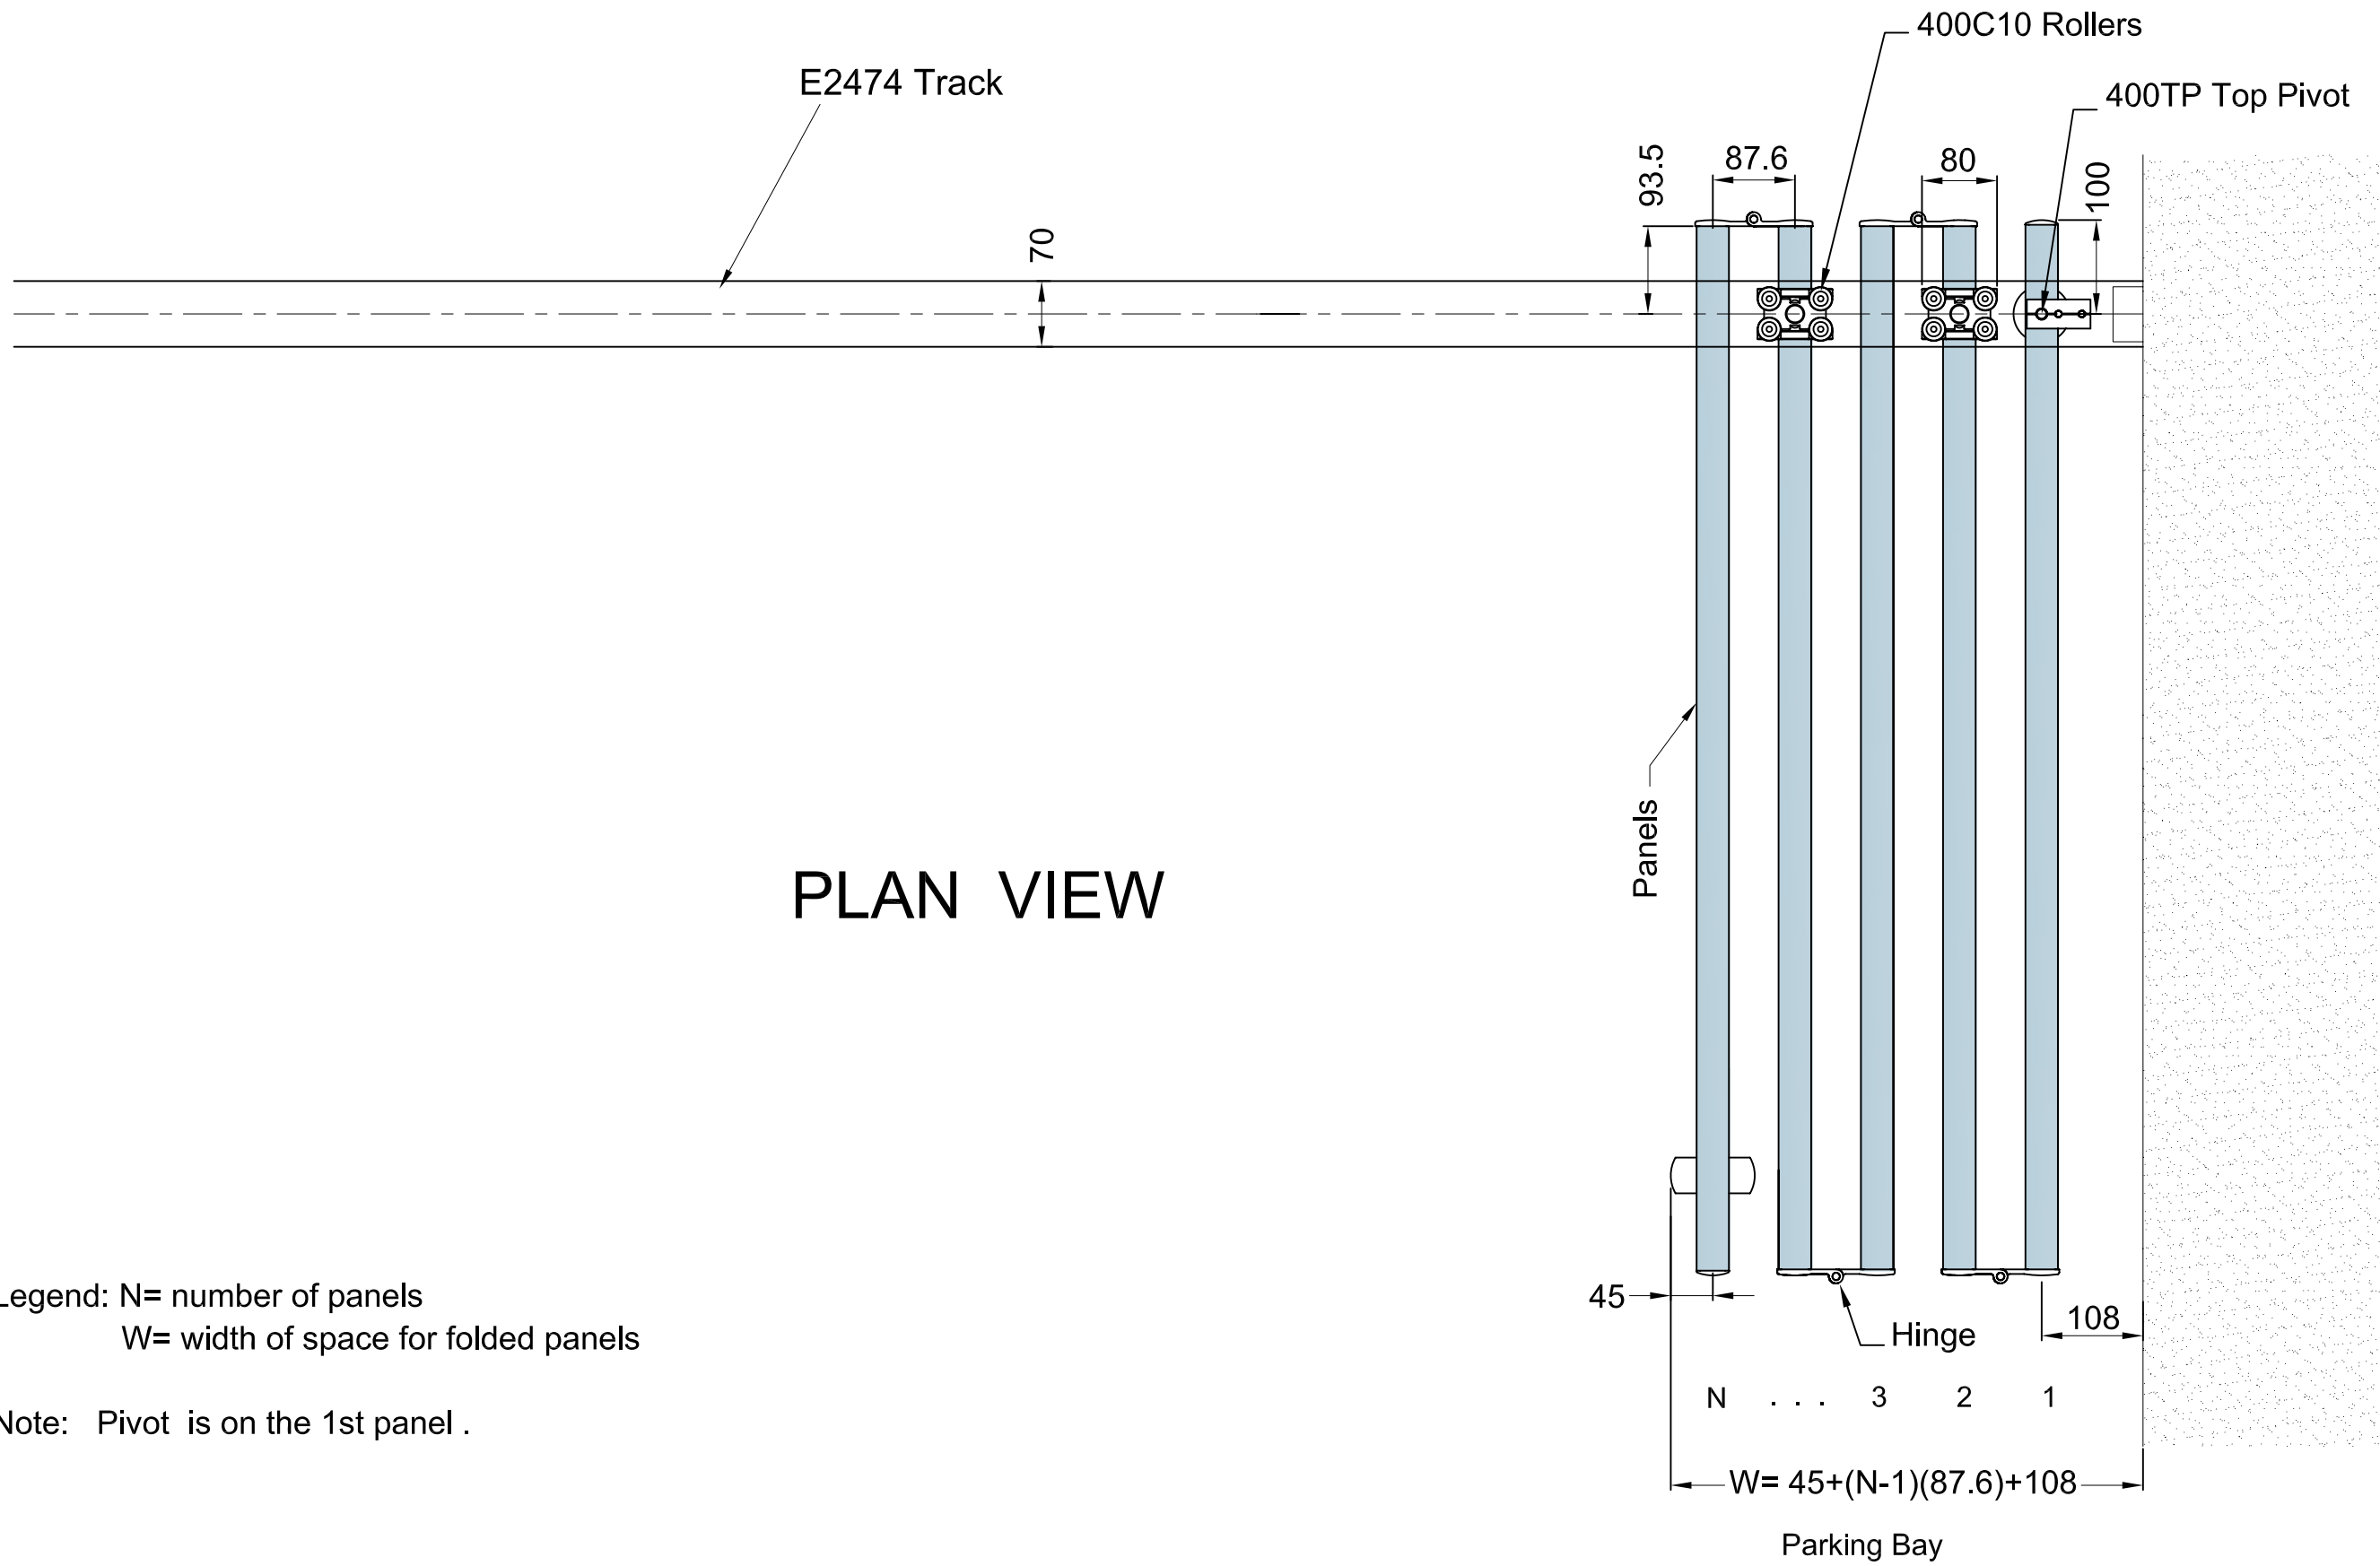 400C10 Rollers
E2474 Track
400TP Top Pivot
93.5
87.6
80
100
70
Panels
PLAN VIEW
45
108
Hinge
Legend: N= number of panels
W= width of space for folded panels
N . . . 3 2 1
Note: Pivot is on the 1st panel .
W= 45+(N-1)(87.6)+108
Parking Bay